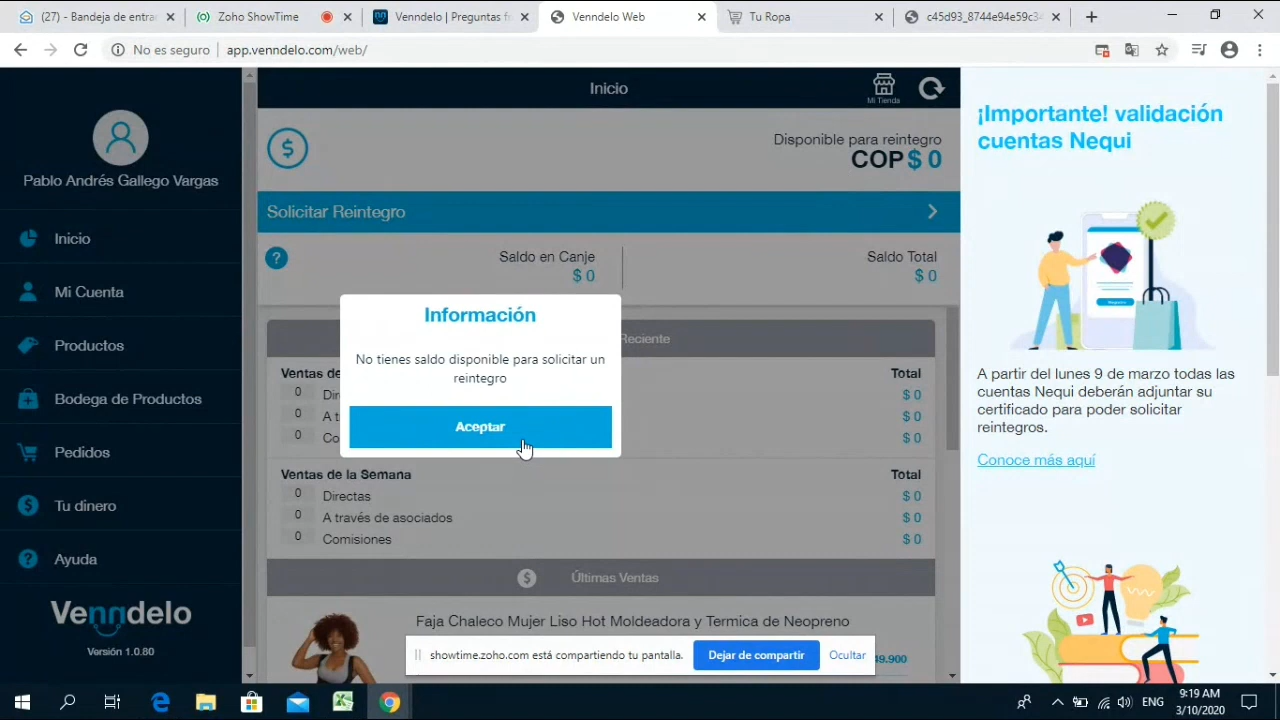 (27) - Bandeja de entrar
Zoho ShowTime
Venndelo | Preguntas f
Venndelo Web
Tu Ropa
c45d93_8744e94e59c34
No es seguro
app.venndelo.com/web/
Pablo Andrés Gallego Vargas
Inicio
Mi Cuenta
Productos
Bodega de Productos
Pedidos
Tu dinero
Ayuda
Venndelo
Versión 1.0.80
Inicio
Mi Tienda
Disponible para reintegro
COP $ 0
Solicitar Reintegro
Saldo en Canje
$ 0
Saldo Total
$ 0
Reciente
Ventas de
Total
0 Dir $ 0
0 A t $ 0
0 Co $ 0
Información
No tienes saldo disponible para solicitar un
reintegro
Aceptar
Ventas de la Semana
Total
0 Directas $ 0
0 A través de asociados $ 0
0 Comisiones $ 0
Últimas Ventas
Faja Chaleco Mujer Liso Hot Moldeadora y Termica de Neopreno
49.900
showtime.zoho.com está compartiendo tu pantalla.
Dejar de compartir
Ocultar
¡Importante! validación
cuentas Nequi
A partir del lunes 9 de marzo todas las
cuentas Nequi deberán adjuntar su
certificado para poder solicitar
reintegros.
Conoce más aquí
ENG
9:19 AM
3/10/2020